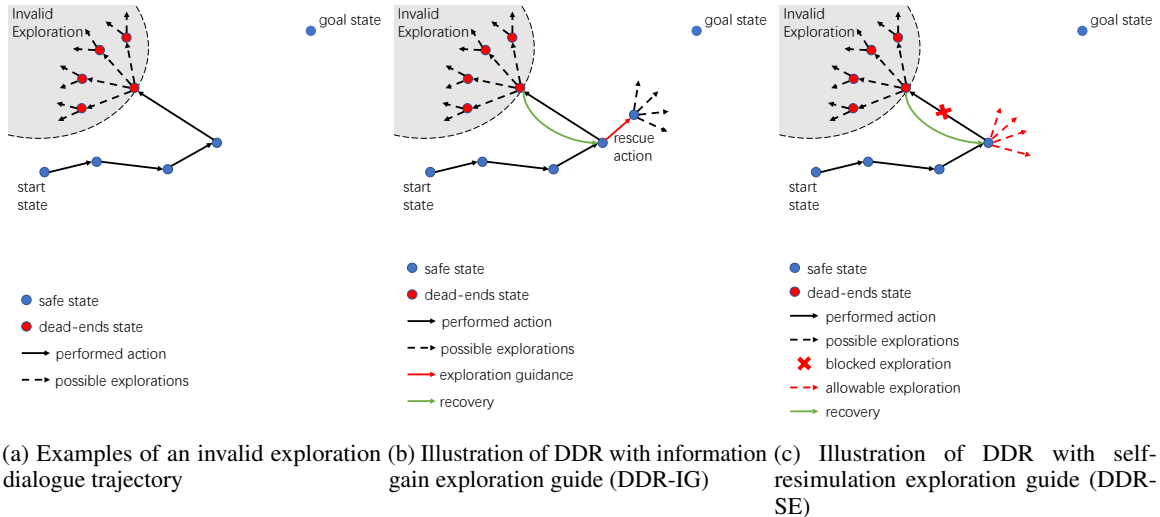 Invalid
Exploration
goal state
start
state
safe state
dead-ends state
performed action
possible explorations
(a) Examples of an invalid exploration
dialogue trajectory
Invalid
Exploration
goal state
rescue
action
start
state
safe state
dead-ends state
performed action
possible explorations
exploration guidance
recovery
(b) Illustration of DDR with information
gain exploration guide (DDR-IG)
Invalid
Exploration
goal state
start
state
safe state
dead-ends state
performed action
possible explorations
blocked exploration
allowable exploration
recovery
(c) Illustration of DDR with self-
resimulation exploration guide (DDR-
SE)